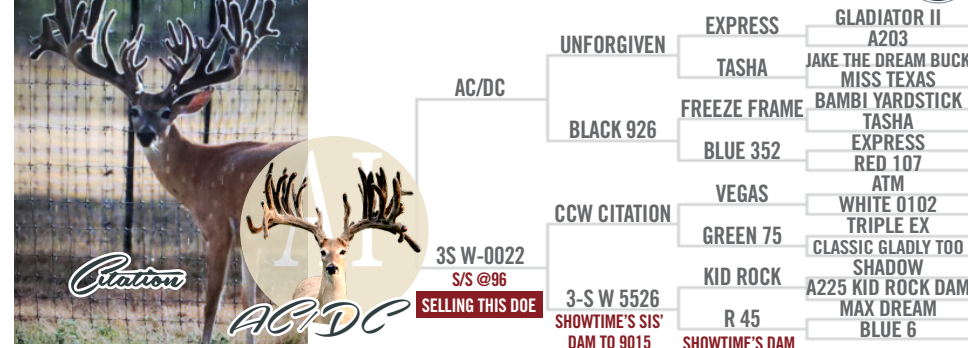 Citation
AI
AC/DC
AC/DC
3S W-0022
S/S @96
SELLING THIS DOE
UNFORGIVEN
BLACK 926
CCW CITATION
3-S W 5526
SHOWTIME'S SIS'
DAM TO 9015
EXPRESS
TASHA
FREEZE FRAME
BLUE 352
VEGAS
GREEN 75
KID ROCK
R 45
SHOWTIME'S DAM
GLADIATOR II
A203
JAKE THE DREAM BUCK
MISS TEXAS
BAMBI YARDSTICK
TASHA
EXPRESS
RED 107
ATM
WHITE 0102
TRIPLE EX
CLASSIC GLADLY TOO
SHADOW
A225 KID ROCK DAM
MAX DREAM
BLUE 6